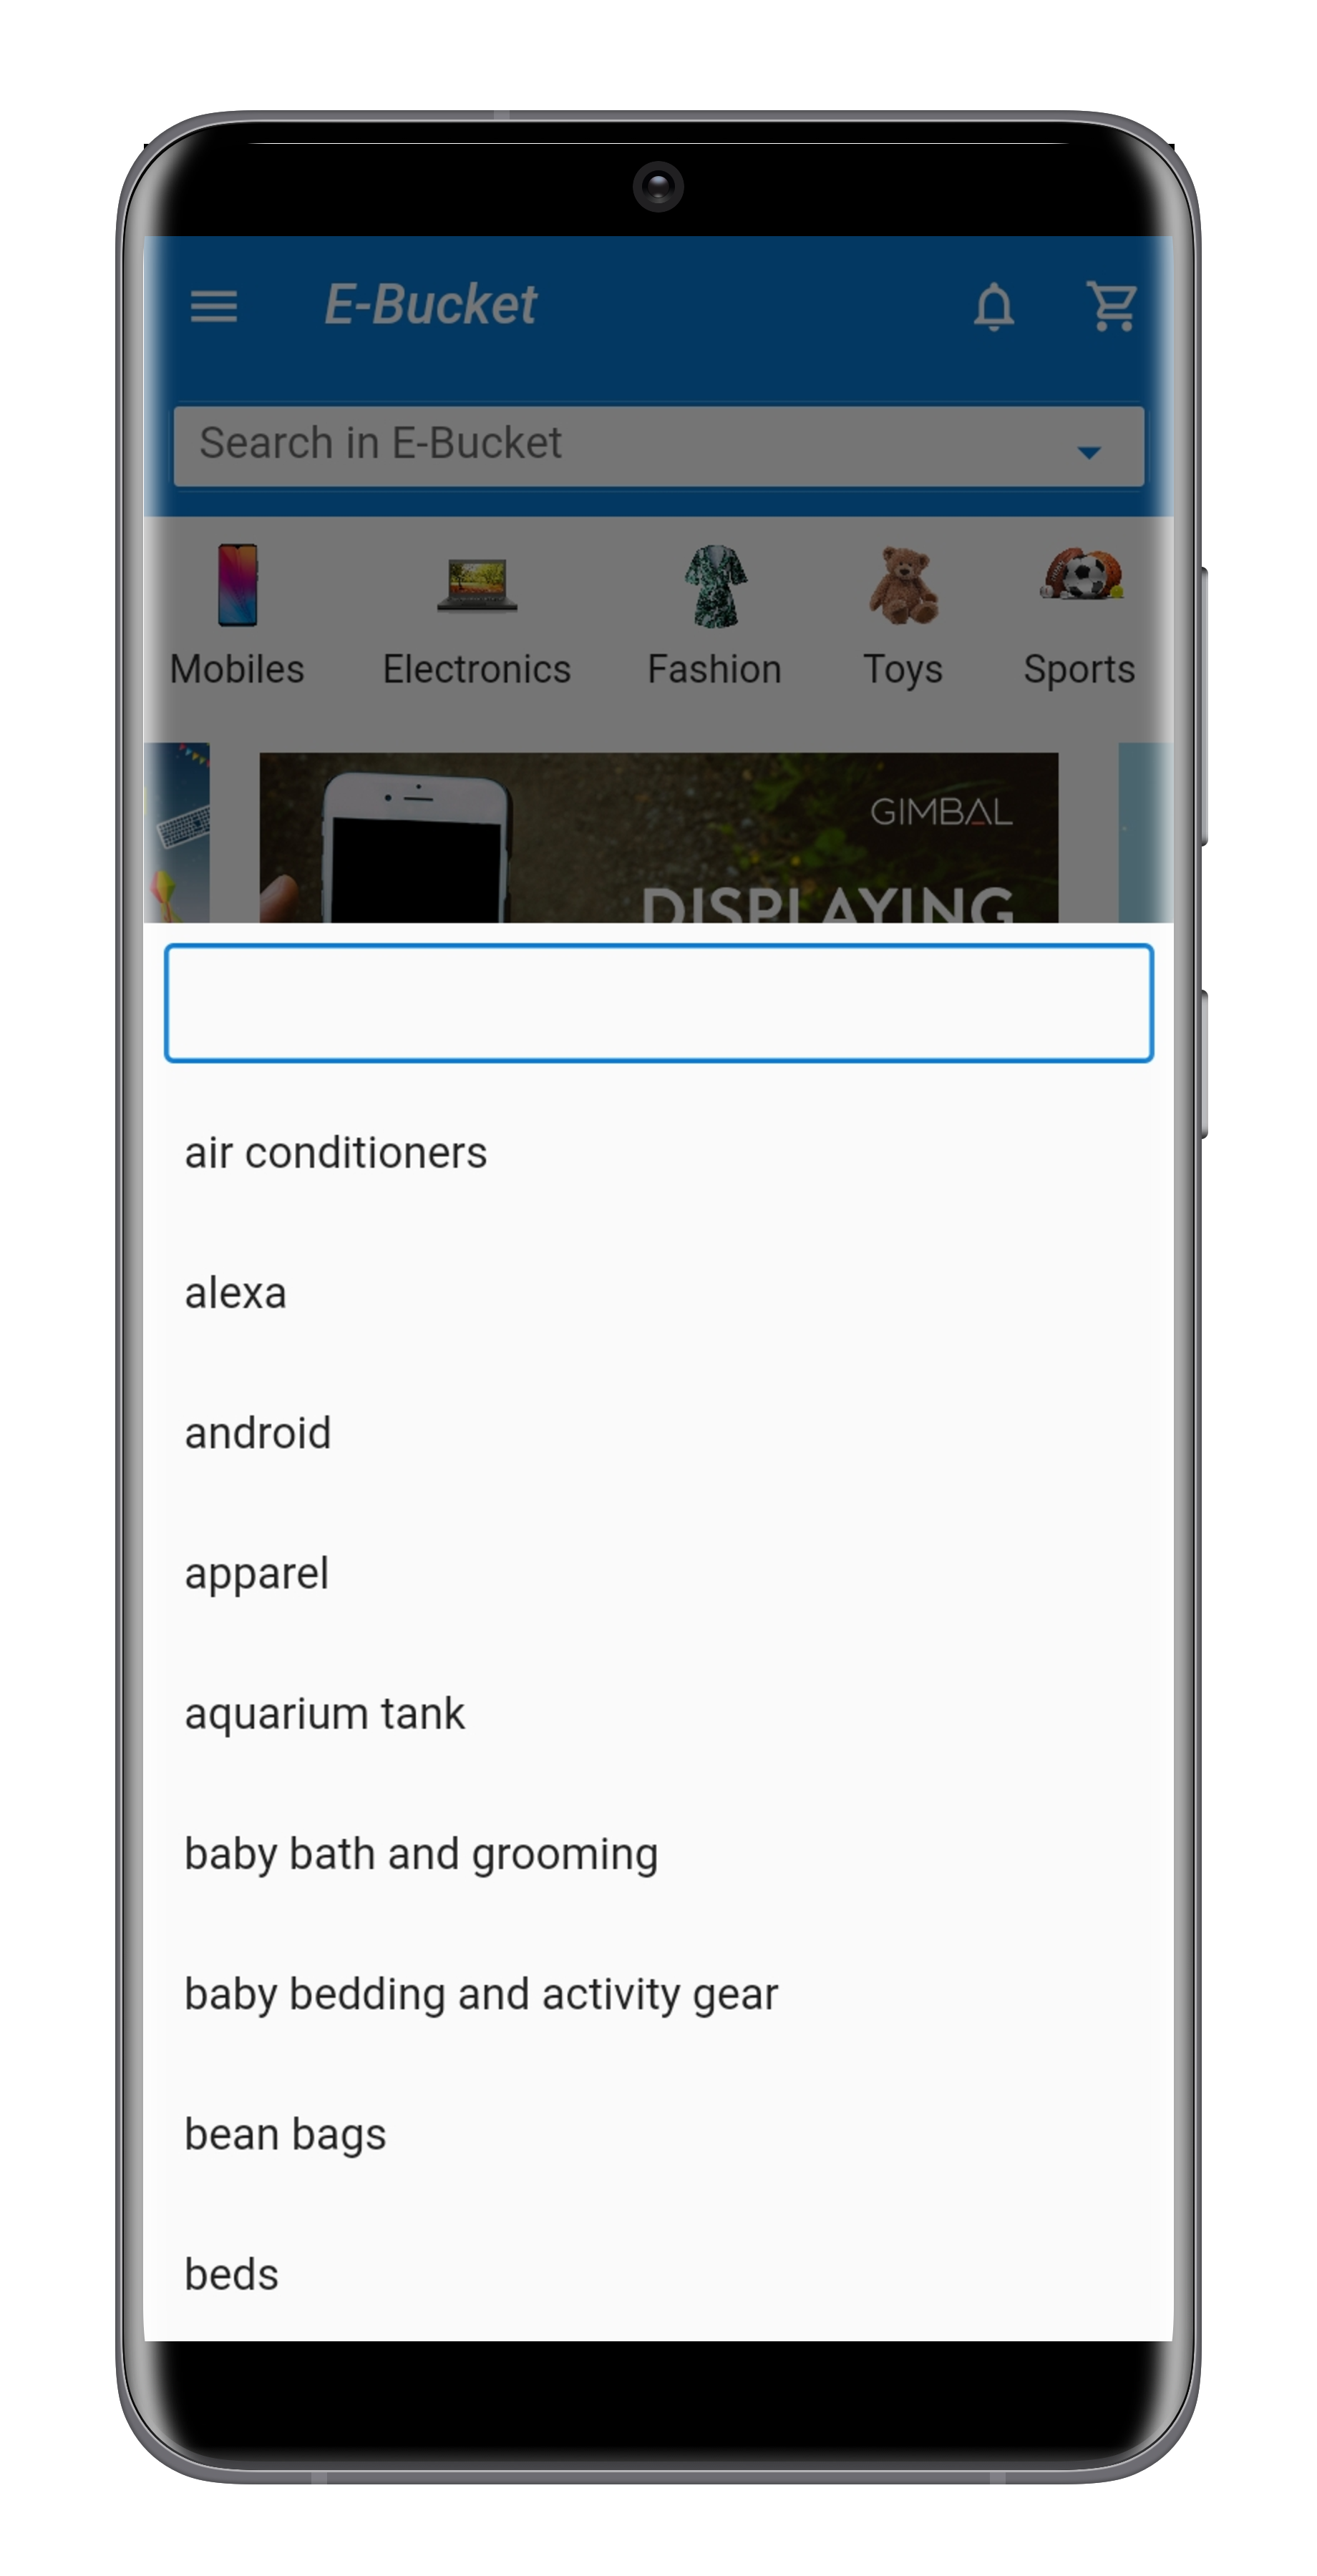 E-Bucket
Search in E-Bucket
Mobiles Electronics Fashion Toys Sports
GIMBAL
DISPLAYING
air conditioners
alexa
android
apparel
aquarium tank
baby bath and grooming
baby bedding and activity gear
bean bags
beds